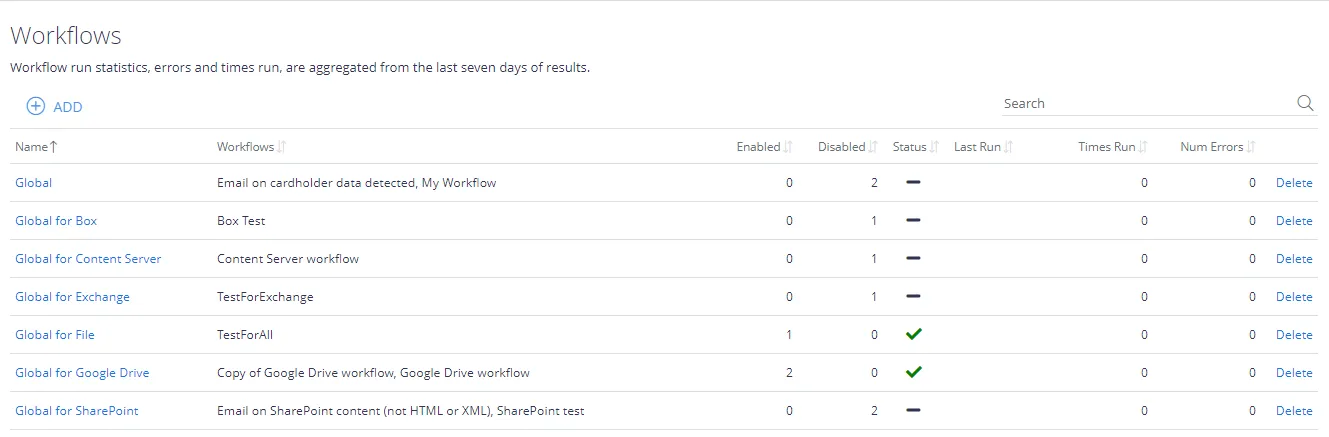 Workflows
Workflow run statistics, errors and times run, are aggregated from the last seven days of results.
ADD Search
Name Workflows Enabled Disabled Status Last Run Times Run Num Errors
Global Email on cardholder data detected, My Workflow 0 2 0 0 Delete
Global for Box Box Test 0 1 0 0 Delete
Global for Content Server Content Server workflow 0 1 0 0 Delete
Global for Exchange TestForExchange 0 1 0 0 Delete
Global for File TestForAll 1 0 0 0 Delete
Global for Google Drive Copy of Google Drive workflow, Google Drive workflow 2 0 0 0 Delete
Global for SharePoint Email on SharePoint content (not HTML or XML), SharePoint test 0 2 0 0 Delete